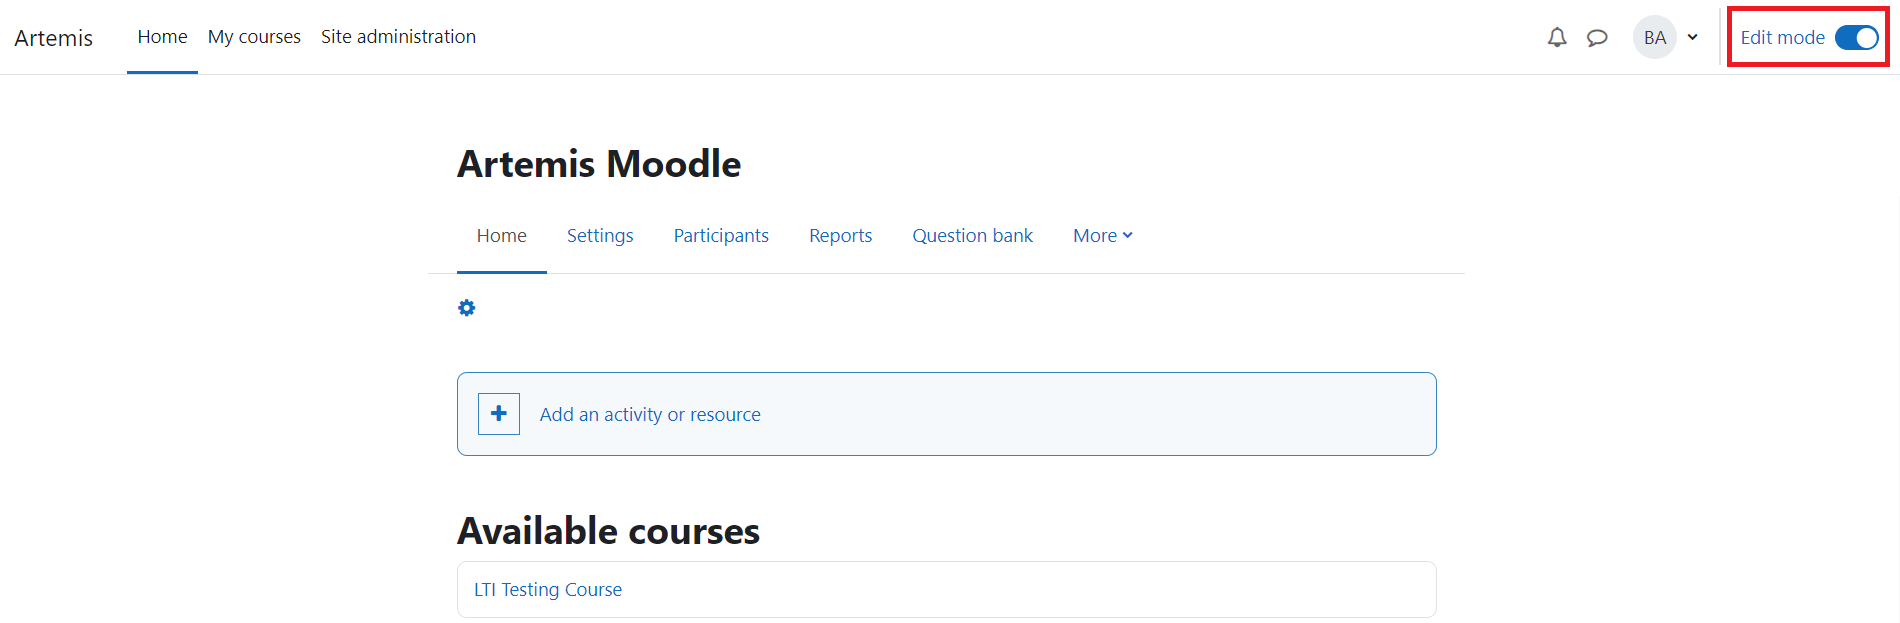 Artemis Home My courses Site administration BA Edit mode
Artemis Moodle
Home Settings Participants Reports Question bank More
Add an activity or resource
Available courses
LTI Testing Course